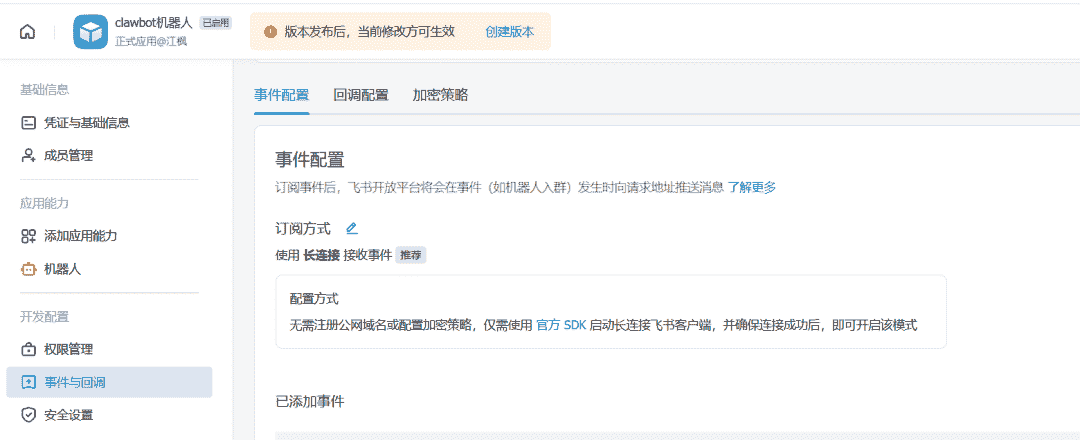 clawbot机器人 已启用
正式应用@江枫
版本发布后，当前修改方可生效 创建版本
基础信息
凭证与基础信息
成员管理
应用能力
添加应用能力
机器人
开发配置
权限管理
事件与回调
安全设置
事件配置 回调配置 加密策略
事件配置
订阅事件后，飞书开放平台将会在事件（如机器人入群）发生时向请求地址推送消息 了解更多
订阅方式
使用 长连接 接收事件 推荐
配置方式
无需注册公网域名或配置加密策略，仅需使用 官方 SDK 启动长连接飞书客户端，并确保连接成功后，即可开启该模式
已添加事件